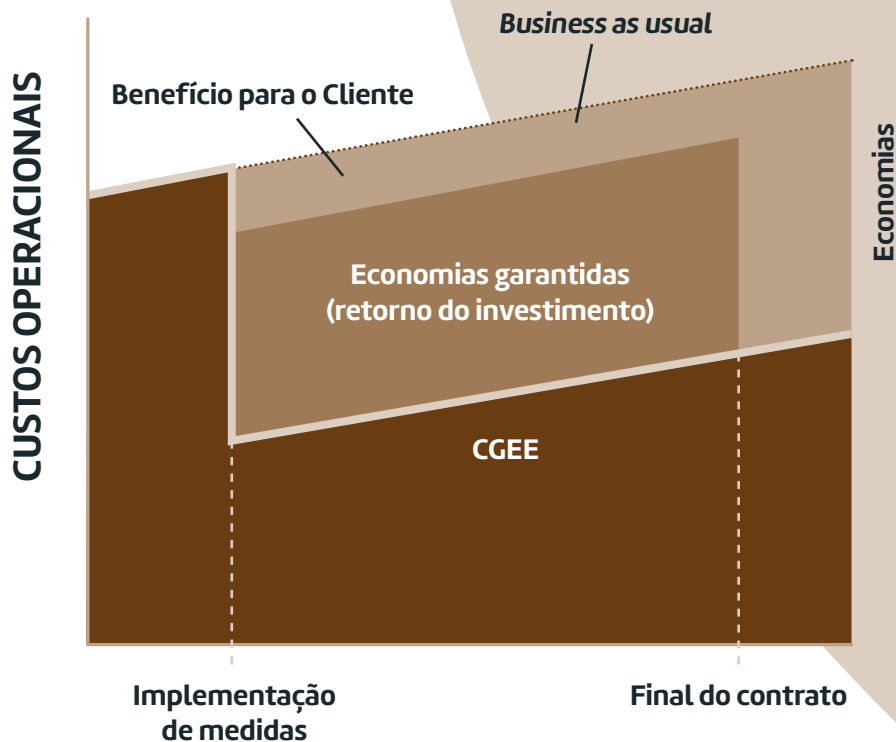 Business as usual
Benefício para o Cliente
CUSTOS OPERACIONAIS
Economias
Economias garantidas
(retorno do investimento)
CGEE
Implementação
de medidas
Final do contrato